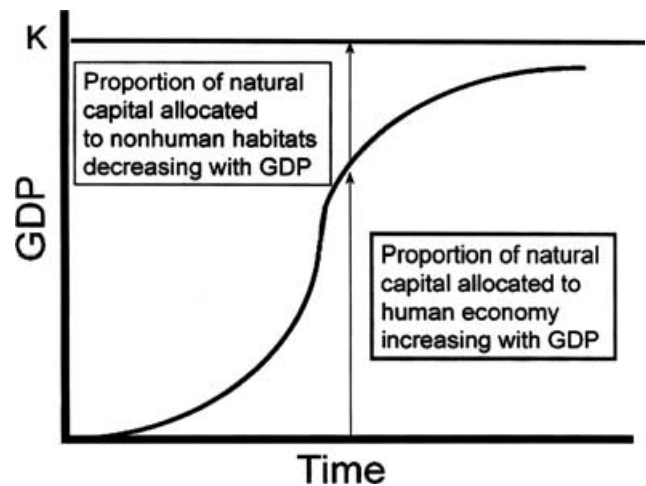 K
Proportion of natural
capital allocated
to nonhuman habitats
decreasing with GDP
GDP
Proportion of natural
capital allocated to
human economy
increasing with GDP
Time